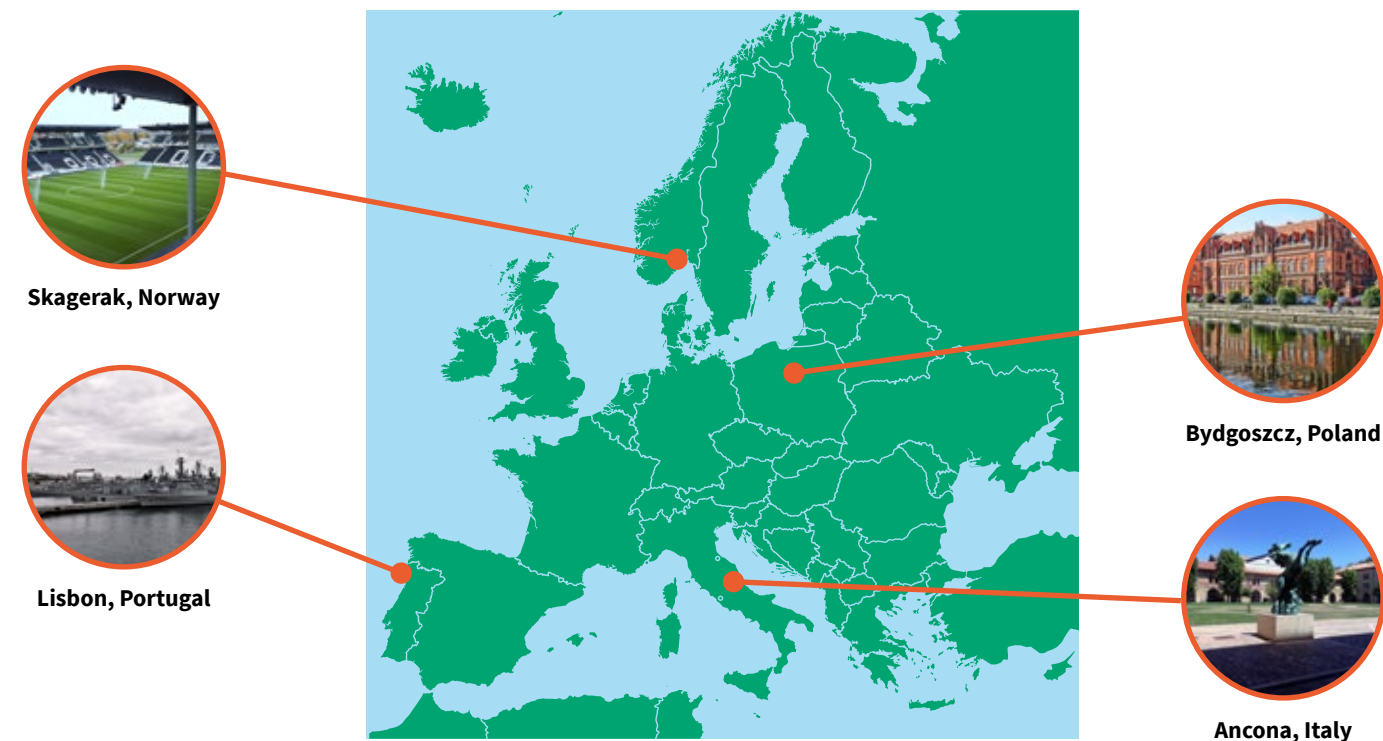 Skagerak, Norway
Lisbon, Portugal
Bydgoszcz, Poland
Ancona, Italy